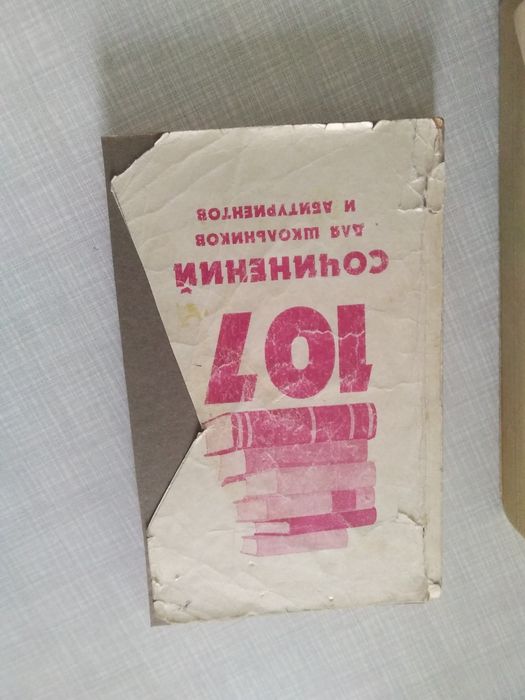 107
СОЧИНЕНИЙ
ДЛЯ ШКОЛЬНИКОВ
И АБИТУРИЕНТОВ